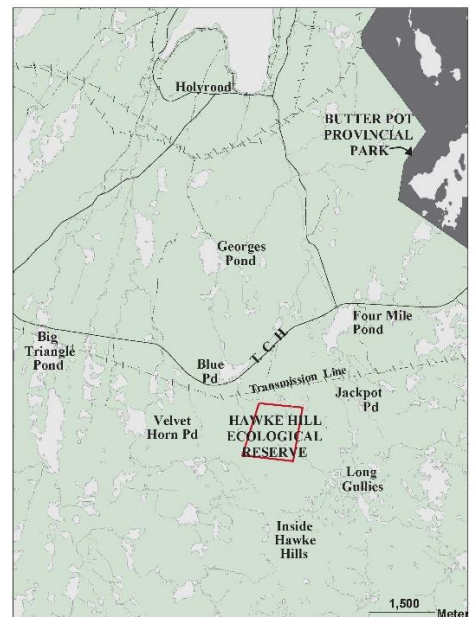 Holyrood
BUTTER POT
PROVINCIAL
PARK
Georges
Pond
Four Mile
Pond
Big
Triangle
Pond
Blue
Pd
T. C. H.
Transmission Line
Jackpot
Pd
Velvet
Horn Pd
HAWKE HILL
ECOLOGICAL
RESERVE
Long
Gullies
Inside
Hawke
Hills
1,500
Meter